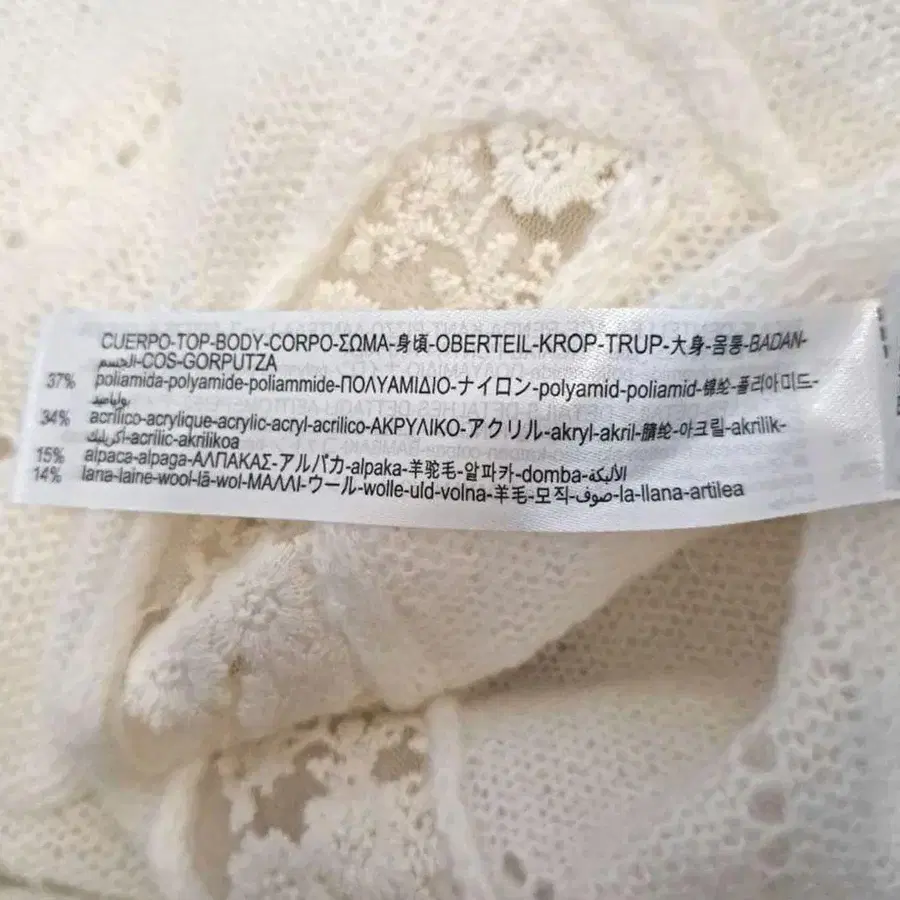 CUERPO-TOP-BODY-CORPO-ΣΩΜΑ-身頃-OBERTEIL-KROP-TRUP-大身-몸통-BADAN-
الجسم-COS-GORPUTZA
37% poliamida-polyamide-poliammide-ΠΟΛΥΑΜΙΔΙΟ-ナイロン-polyamid-poliamid-锦纶-폴리아미드-
بولياميد
34% acrilico-acrylique-acrylic-acryl-acrilico-ΑΚΡΥΛΙΚΟ-アクリル-akryl-akril-腈纶-아크릴-akrilik-
أكريليك-acrilic-akrilikoa
15% alpaca-alpaga-ΑΛΠΑΚΑΣ-アルパカ-alpaka-羊驼毛-알파카-domba-الألبكة
14% lana-laine-wool-lã-wol-ΜΑΛΛΙ-ウール-wolle-uld-volna-羊毛-모직-صوف-la-llana-artilea